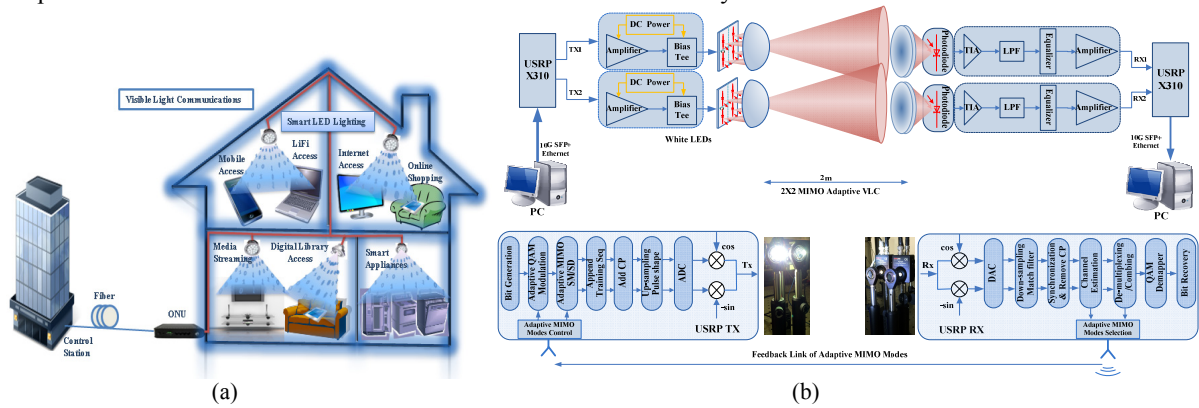 Visible Light Communications
Smart LED Lighting
Mobile
Access
LiFi
Access
Internet
Access
Online
Shopping
Media
Streaming
Digital Library
Access
Smart
Appliances
Fiber
ONU
Control
Station
(a)
USRP
X310
TX1
TX2
DC Power
Amplifier
Bias
Tee
DC Power
Amplifier
Bias
Tee
White LEDs
Photodiode
TIA
LPF
Equalizer
Amplifier
Photodiode
TIA
LPF
Equalizer
Amplifier
RX1
RX2
USRP
X310
10G SFP+
Ethernet
PC
2m
2X2 MIMO Adaptive VLC
10G SFP+
Ethernet
PC
Bit Generation
Adaptive QAM
Modulation
Adaptive MIMO
SM/SD
Append
Training Seq
Add CP
Up-sampling
Pulse shape
ADC
cos
-sin
Tx
USRP TX
Adaptive MIMO
Modes Control
Rx
cos
-sin
USRP RX
DAC
Down-sampling
Match filter
Synchronization
& Remove CP
Channel
Estimation
De-multiplexing
/Combing
QAM
Demapper
Bit Recovery
Adaptive MIMO
Modes Selection
Feedback Link of Adaptive MIMO Modes
(b)